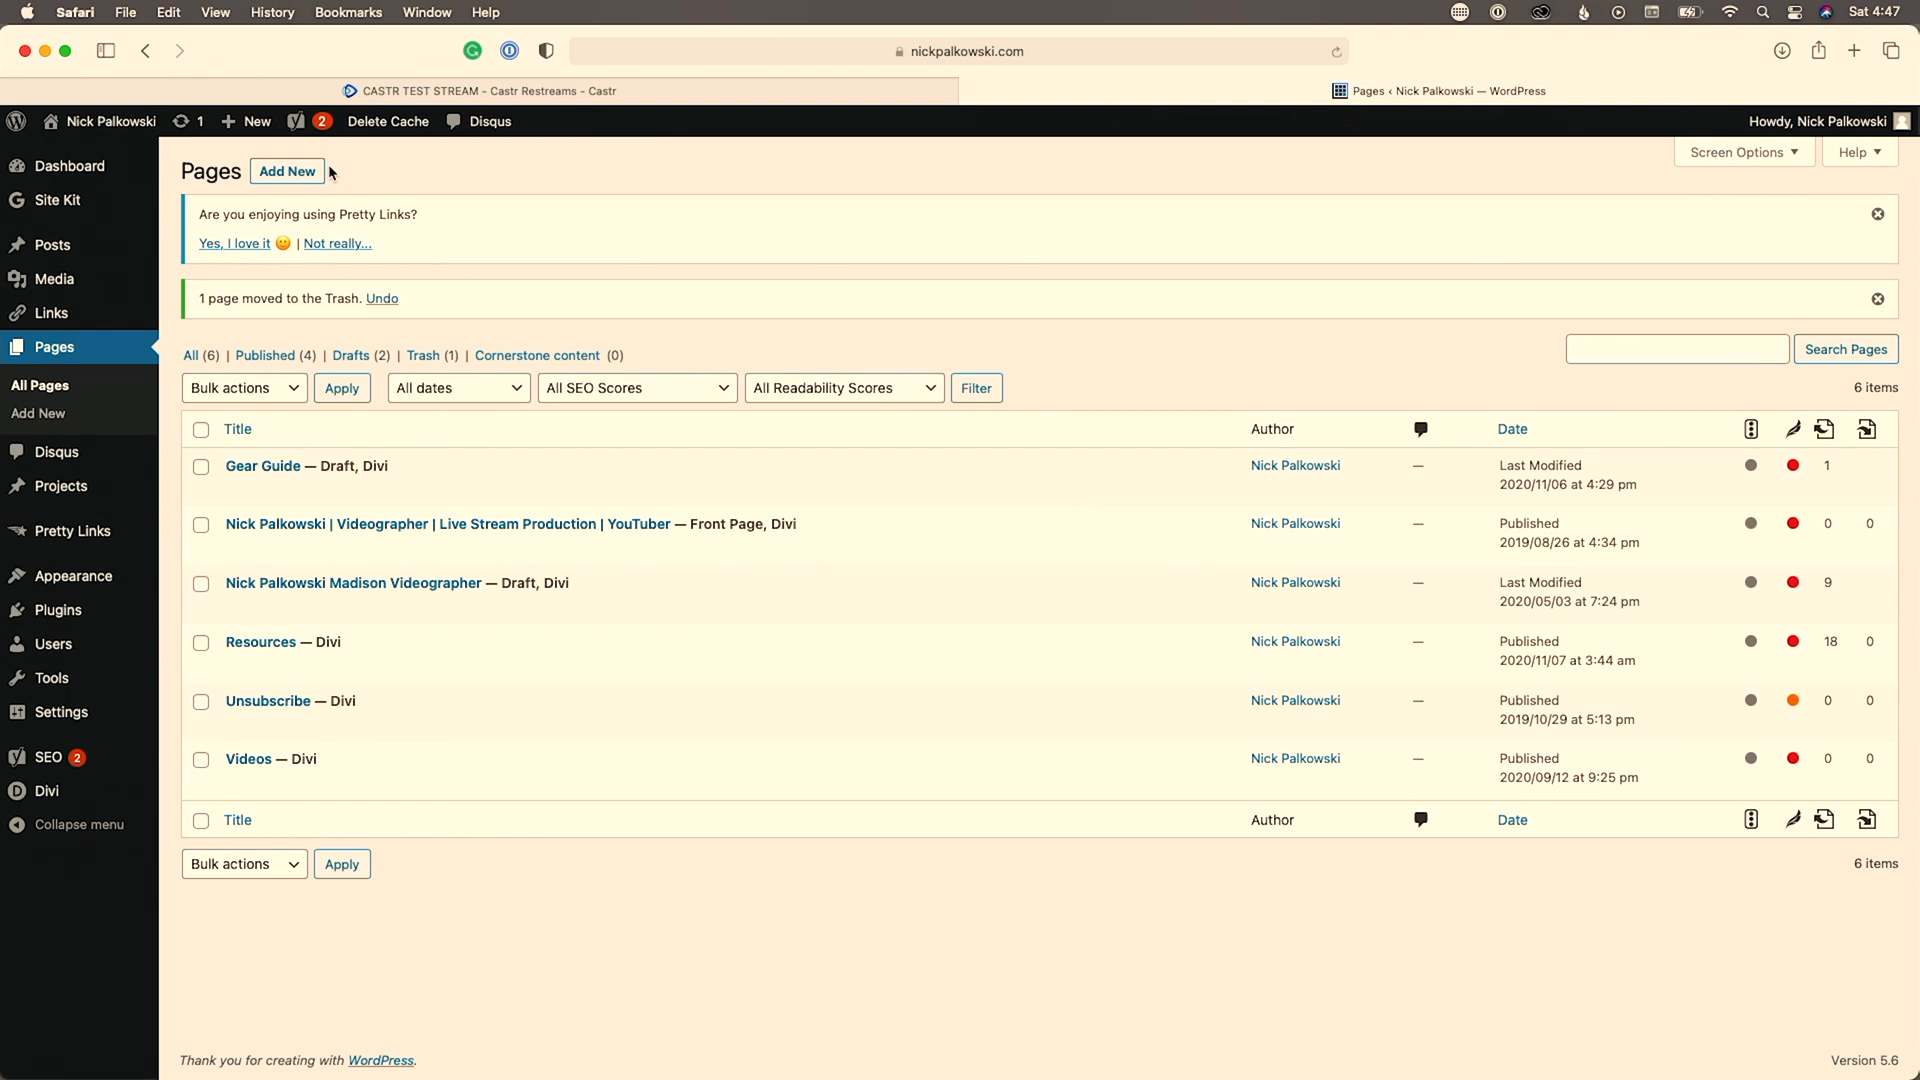 Safari File Edit View History Bookmarks Window Help Sat 4:47
nickpalkowski.com
CASTR TEST STREAM - Castr Restreams - Castr Pages ‹ Nick Palkowski — WordPress
Nick Palkowski 1 New 2 Delete Cache Disqus Howdy, Nick Palkowski
Screen Options Help
Dashboard
Site Kit
Posts
Media
Links
Pages
All Pages
Add New
Disqus
Projects
Pretty Links
Appearance
Plugins
Users
Tools
Settings
SEO 2
Divi
Collapse menu
Pages Add New
Are you enjoying using Pretty Links?
Yes, I love it 🙂 | Not really...
1 page moved to the Trash. Undo
All (6) | Published (4) | Drafts (2) | Trash (1) | Cornerstone content (0)
Search Pages
Bulk actions Apply All dates All SEO Scores All Readability Scores Filter 6 items
Title Author Date
Gear Guide — Draft, Divi Nick Palkowski — Last Modified 1
2020/11/06 at 4:29 pm
Nick Palkowski | Videographer | Live Stream Production | YouTuber — Front Page, Divi Nick Palkowski — Published 0 0
2019/08/26 at 4:34 pm
Nick Palkowski Madison Videographer — Draft, Divi Nick Palkowski — Last Modified 9
2020/05/03 at 7:24 pm
Resources — Divi Nick Palkowski — Published 18 0
2020/11/07 at 3:44 am
Unsubscribe — Divi Nick Palkowski — Published 0 0
2019/10/29 at 5:13 pm
Videos — Divi Nick Palkowski — Published 0 0
2020/09/12 at 9:25 pm
Title Author Date
Bulk actions Apply 6 items
Thank you for creating with WordPress. Version 5.6